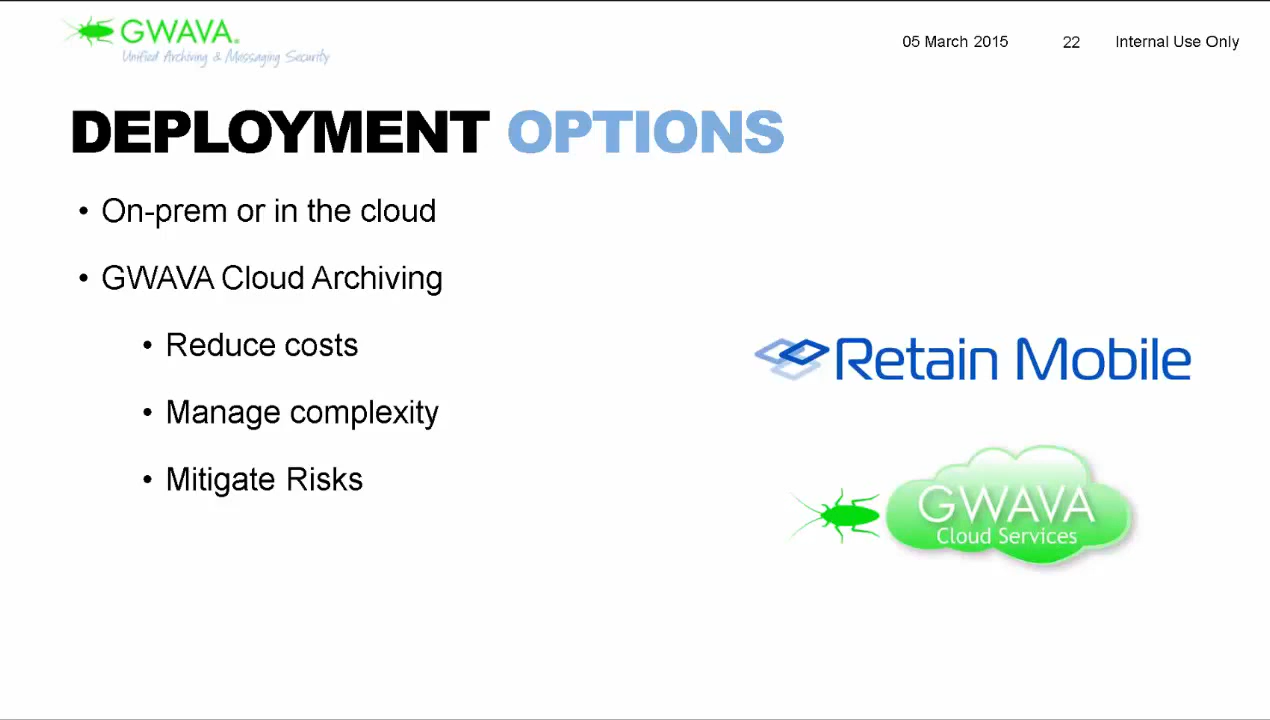 GWAVA®
Unified Archiving & Messaging Security
05 March 2015 22 Internal Use Only
DEPLOYMENT OPTIONS
• On-prem or in the cloud
• GWAVA Cloud Archiving
• Reduce costs
• Manage complexity
• Mitigate Risks
Retain Mobile
GWAVA
Cloud Services